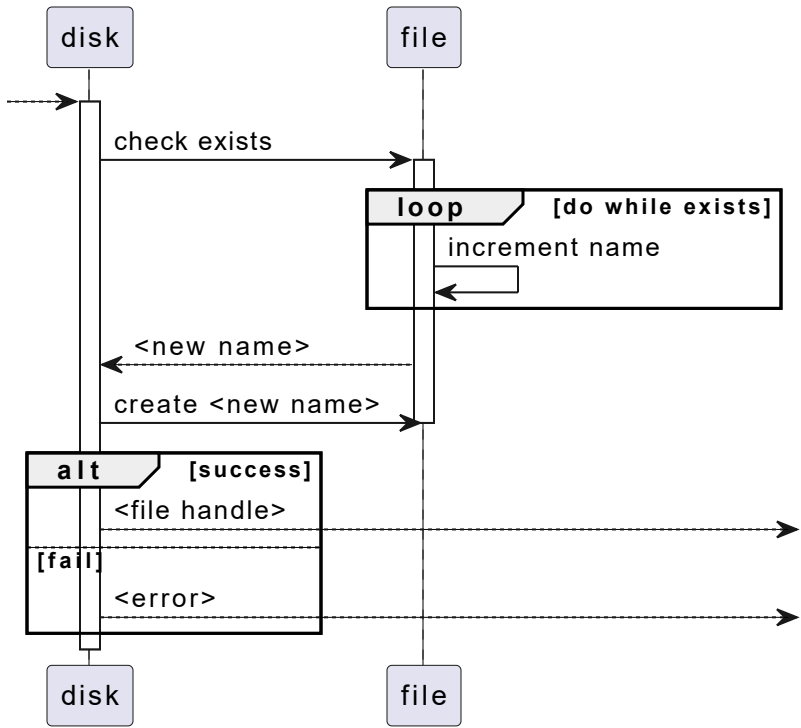 disk
file
check exists
loop
[do while exists]
increment name
<new name>
create <new name>
alt
[success]
<file handle>
[fail]
<error>
disk
file